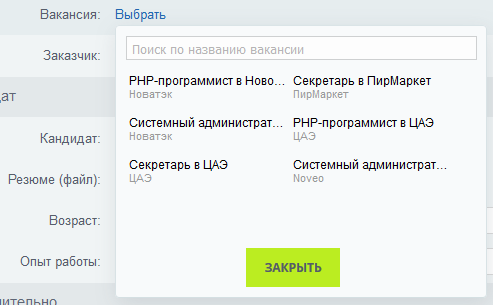 Вакансия: Выбрать
Поиск по названию вакансии
Заказчик:
PHP-программист в Ново... Секретарь в ПирМаркет
Новатэк ПирМаркет
дат
Системный администрат... PHP-программист в ЦАЭ
Новатэк ЦАЭ
Кандидат:
Секретарь в ЦАЭ Системный администрат...
ЦАЭ Noveo
Резюме (файл):
Возраст:
Опыт работы:
ЗАКРЫТЬ
нительно